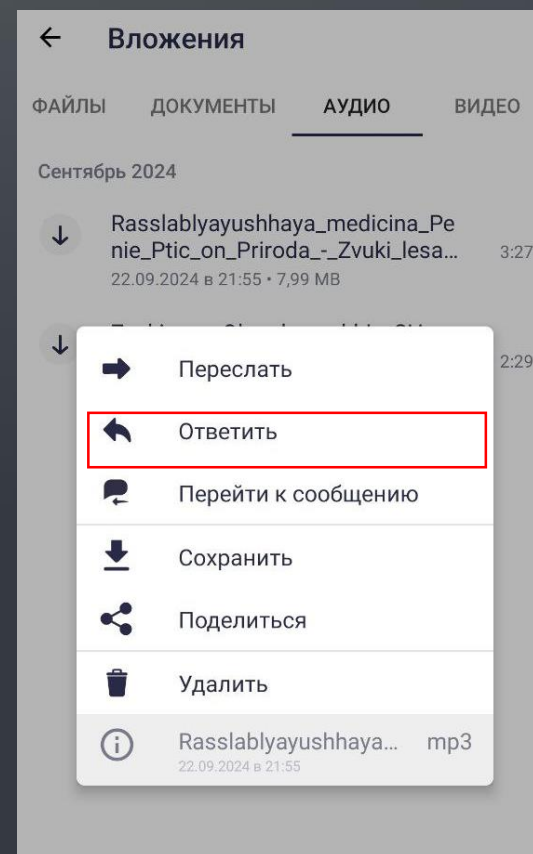 Вложения
ФАЙЛЫ ДОКУМЕНТЫ АУДИО ВИДЕО
Сентябрь 2024
Rasslablyayushhaya_medicina_Pe
nie_Ptic_on_Priroda_-_Zvuki_lesa... 3:27
22.09.2024 в 21:55 • 7,99 MB
2:29
Переслать
Ответить
Перейти к сообщению
Сохранить
Поделиться
Удалить
Rasslablyayushhaya... mp3
22.09.2024 в 21:55